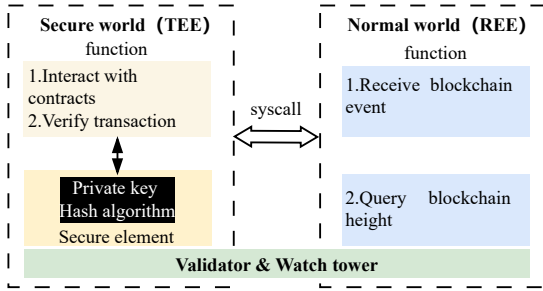 Secure world（TEE）
function
1.Interact with
contracts
2.Verify transaction
Private key
Hash algorithm
Secure element
syscall
Normal world（REE）
function
1.Receive blockchain
event
2.Query blockchain
height
Validator & Watch tower